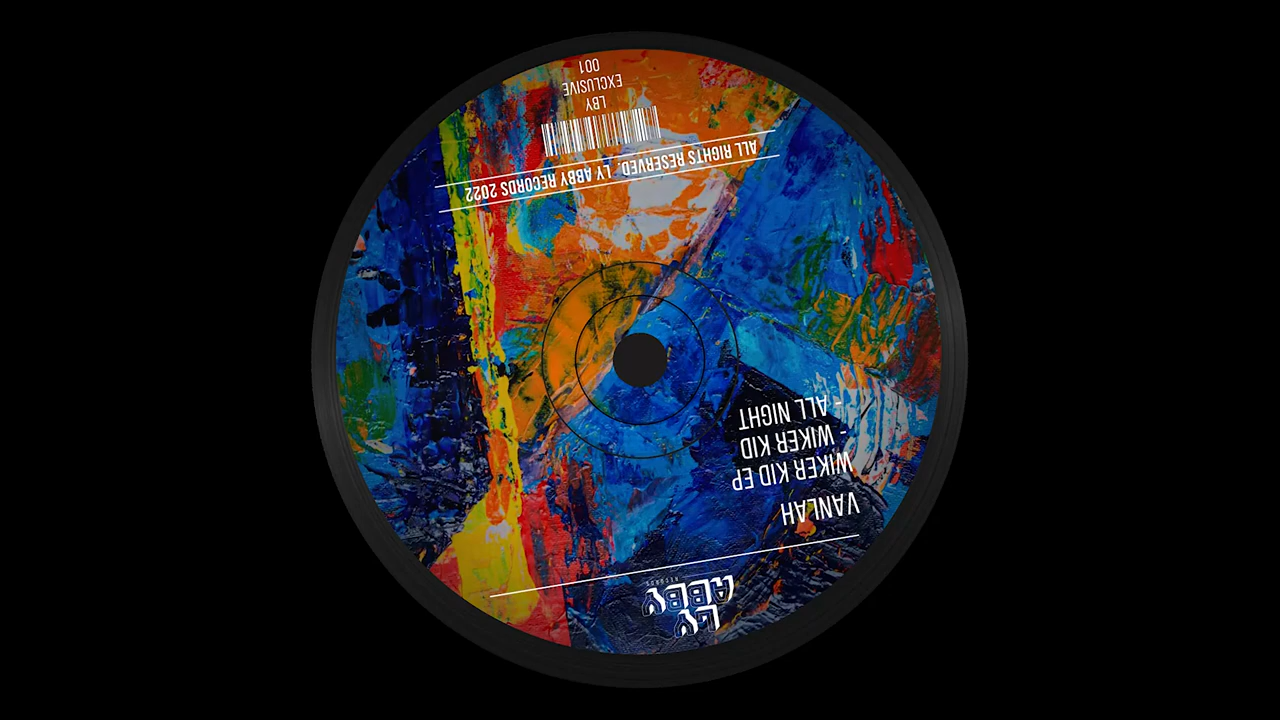 LY
ABBY
RECORDS
VANLAH
WIKER KID EP
- WIKER KID
- ALL NIGHT
ALL RIGHTS RESERVED. LY ABBY RECORDS 2022
LBY
EXCLUSIVE
001